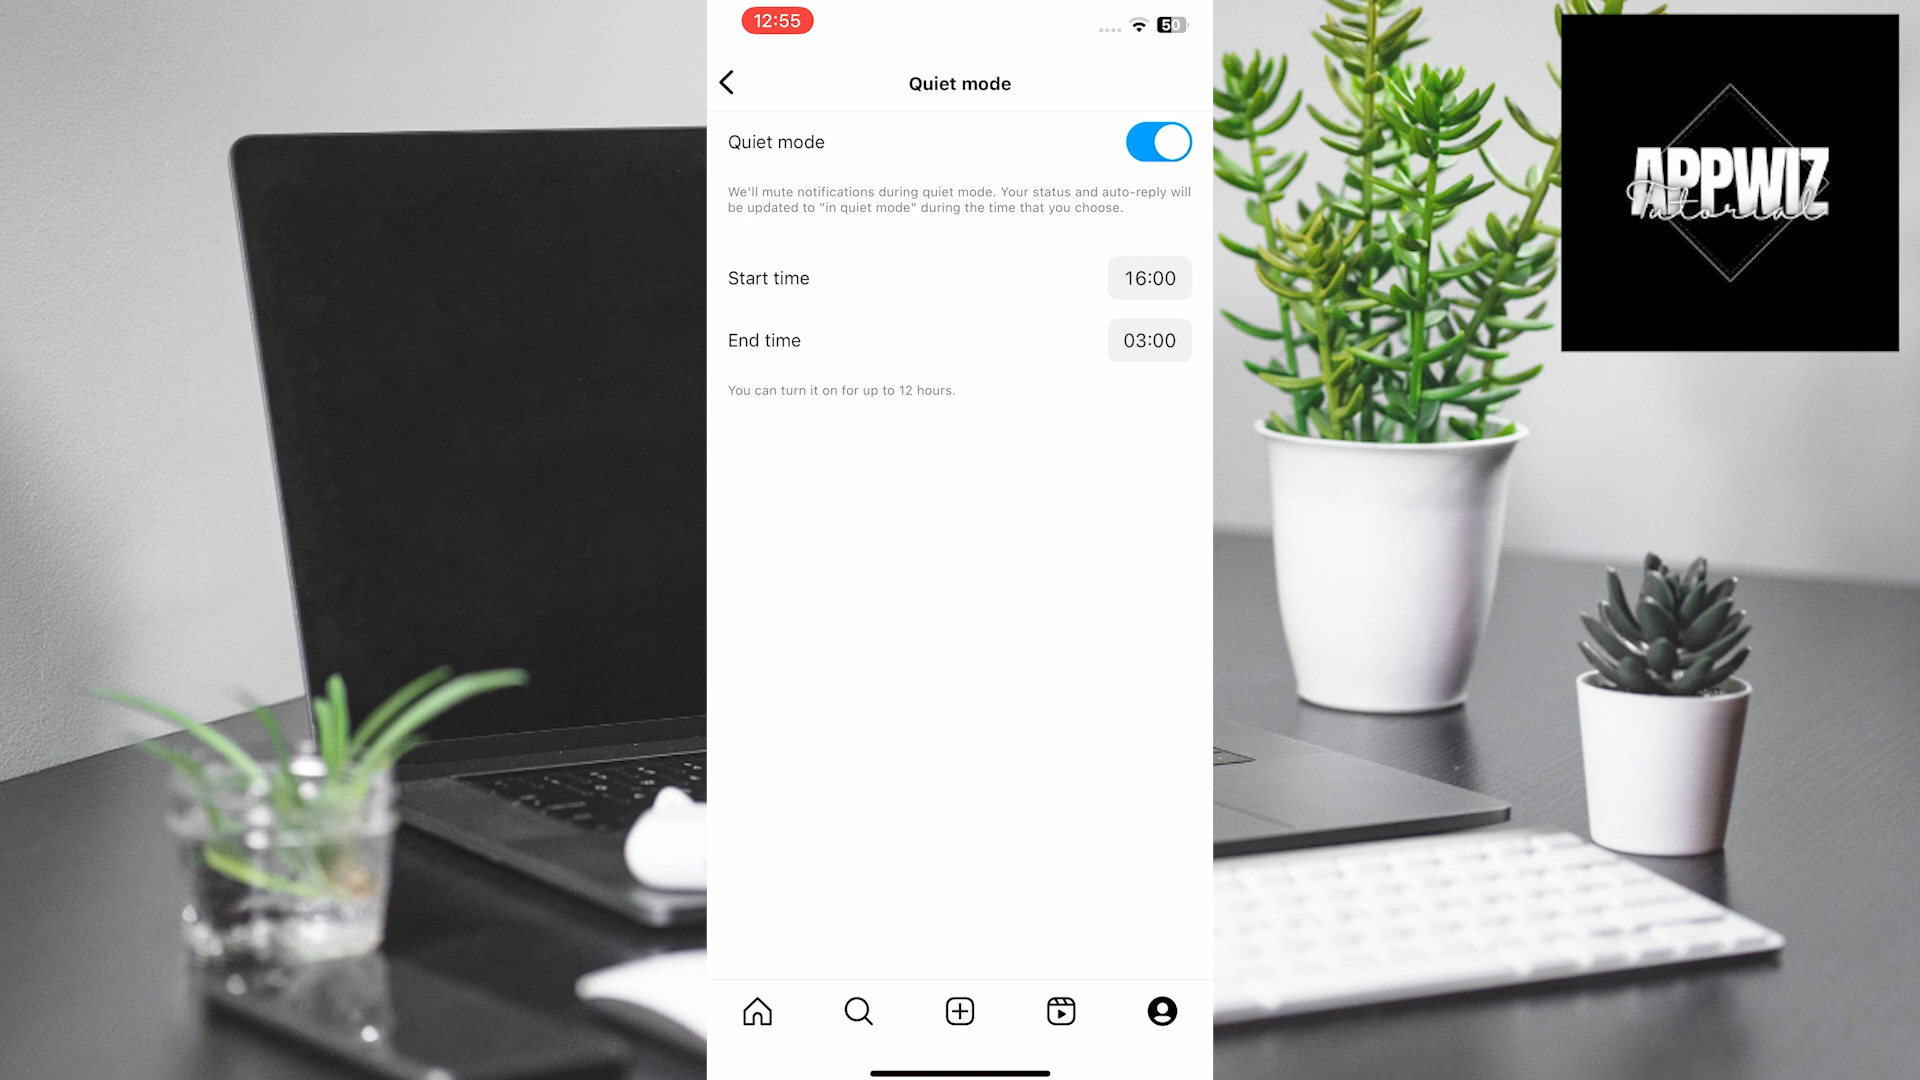 12:55
50
Quiet mode
Quiet mode
We'll mute notifications during quiet mode. Your status and auto-reply will
be updated to "in quiet mode" during the time that you choose.
Start time
16:00
End time
03:00
You can turn it on for up to 12 hours.
APPWIZ
Tutorial